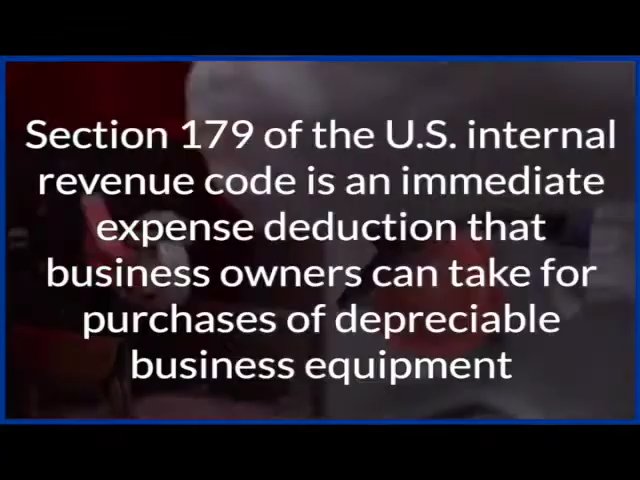 Section 179 of the U.S. internal
revenue code is an immediate
expense deduction that
business owners can take for
purchases of depreciable
business equipment